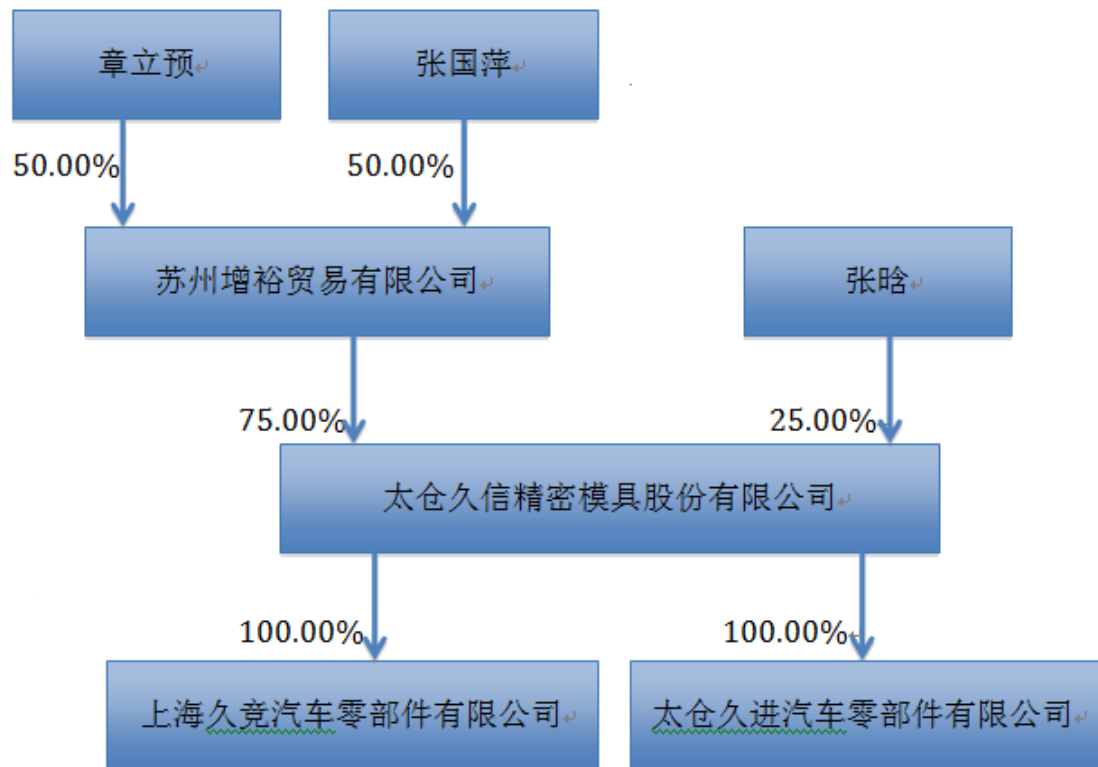 章立预
张国萍
50.00%
50.00%
苏州增裕贸易有限公司
张晗
75.00%
25.00%
太仓久信精密模具股份有限公司
100.00%
100.00%
上海久竞汽车零部件有限公司
太仓久进汽车零部件有限公司